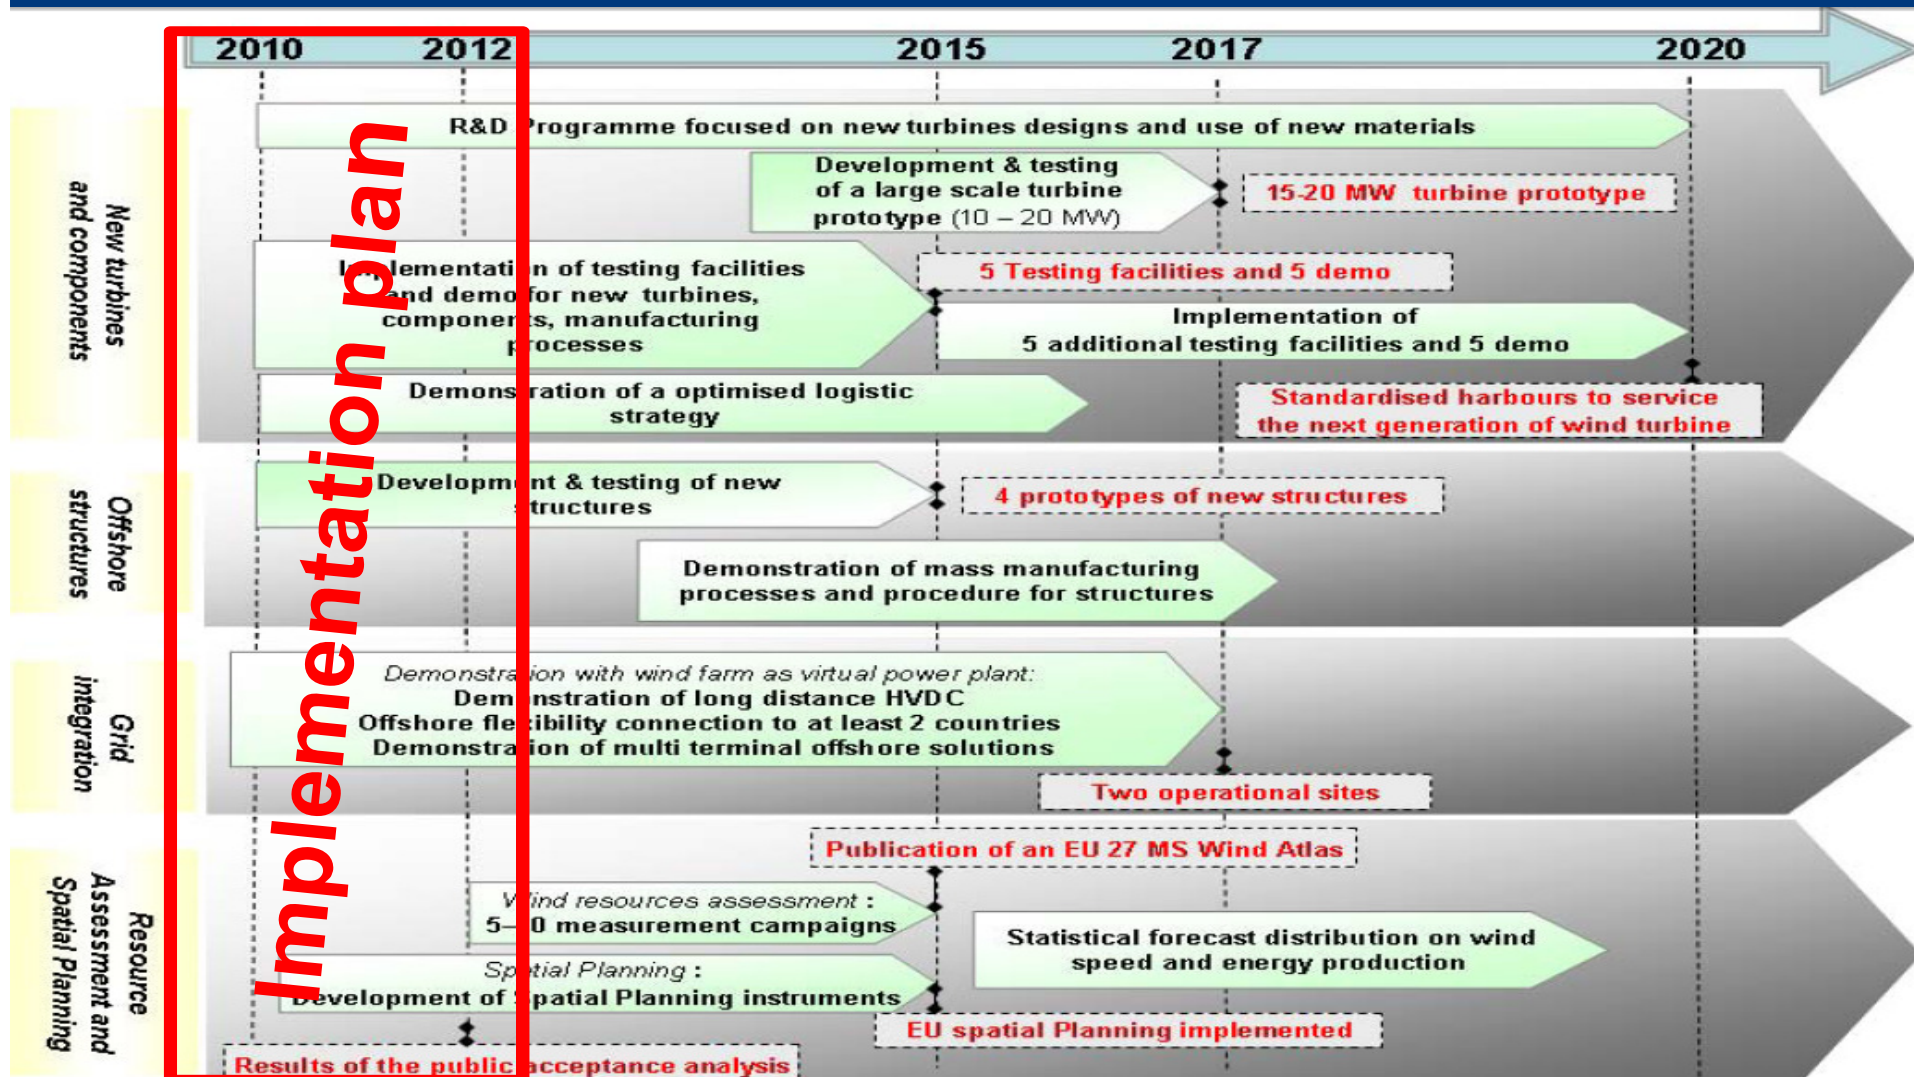 2010 2012 2015 2017 2020
Implementation plan
New turbines
and components
R&D Programme focused on new turbines designs and use of new materials
Development & testing
of a large scale turbine
prototype (10 – 20 MW)
15-20 MW turbine prototype
Implementation of testing facilities
and demo for new turbines,
components, manufacturing
processes
5 Testing facilities and 5 demo
Implementation of
5 additional testing facilities and 5 demo
Demonstration of a optimised logistic
strategy
Standardised harbours to service
the next generation of wind turbine
Offshore
structures
Development & testing of new
structures
4 prototypes of new structures
Demonstration of mass manufacturing
processes and procedure for structures
Grid
integration
Demonstration with wind farm as virtual power plant:
Demonstration of long distance HVDC
Offshore flexibility connection to at least 2 countries
Demonstration of multi terminal offshore solutions
Two operational sites
Resource
Assessment and
Spatial Planning
Publication of an EU 27 MS Wind Atlas
Wind resources assessment :
measurement campaigns
Statistical forecast distribution on wind
speed and energy production
Spatial Planning :
Development of Spatial Planning instruments
EU spatial Planning implemented
Results of the public acceptance analysis